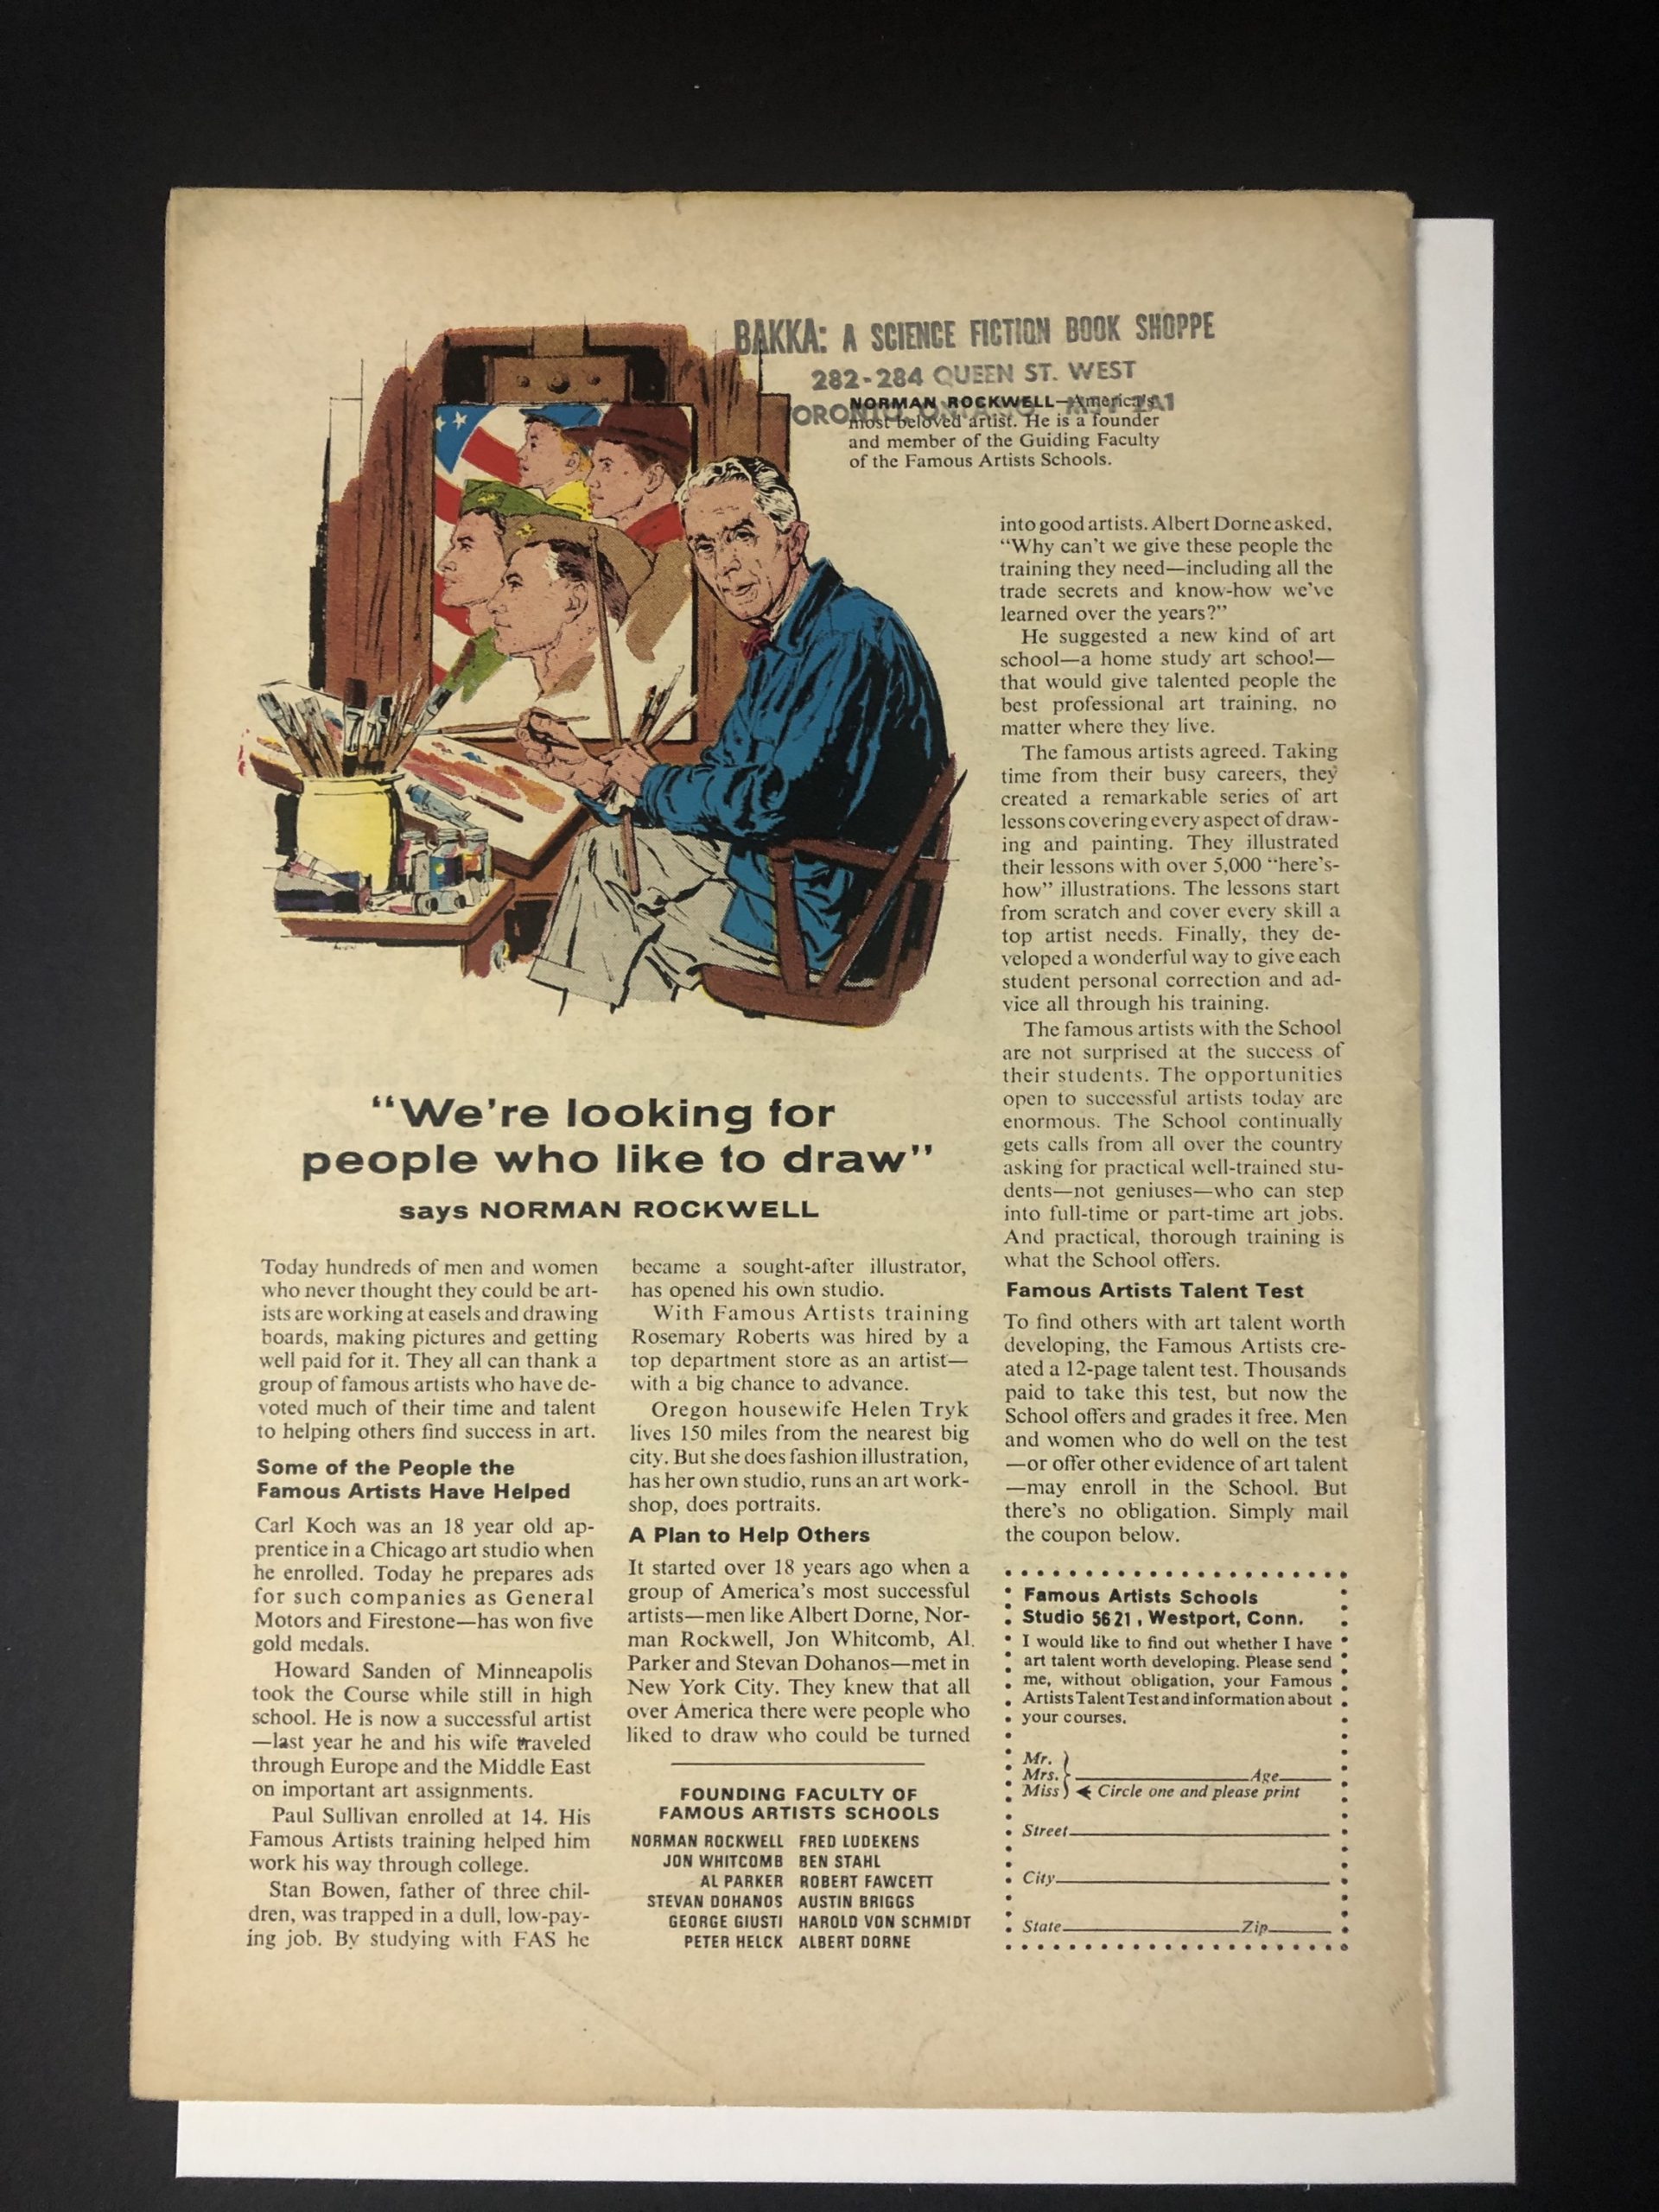 BAKKA: A SCIENCE FICTION BOOK SHOPPE
282-284 QUEEN ST. WEST
NORMAN ROCKWELL—America's
most beloved artist. He is a founder
and member of the Guiding Faculty
of the Famous Artists Schools.
"We're looking for
people who like to draw"
says NORMAN ROCKWELL
Today hundreds of men and women
who never thought they could be art-
ists are working at easels and drawing
boards, making pictures and getting
well paid for it. They all can thank a
group of famous artists who have de-
voted much of their time and talent
to helping others find success in art.
Some of the People the
Famous Artists Have Helped
Carl Koch was an 18 year old ap-
prentice in a Chicago art studio when
he enrolled. Today he prepares ads
for such companies as General
Motors and Firestone—has won five
gold medals.
Howard Sanden of Minneapolis
took the Course while still in high
school. He is now a successful artist
—last year he and his wife traveled
through Europe and the Middle East
on important art assignments.
Paul Sullivan enrolled at 14. His
Famous Artists training helped him
work his way through college.
Stan Bowen, father of three chil-
dren, was trapped in a dull, low-pay-
ing job. By studying with FAS he
became a sought-after illustrator,
has opened his own studio.
With Famous Artists training
Rosemary Roberts was hired by a
top department store as an artist—
with a big chance to advance.
Oregon housewife Helen Tryk
lives 150 miles from the nearest big
city. But she does fashion illustration,
has her own studio, runs an art work-
shop, does portraits.
A Plan to Help Others
It started over 18 years ago when a
group of America's most successful
artists—men like Albert Dorne, Nor-
man Rockwell, Jon Whitcomb, Al
Parker and Stevan Dohanos—met in
New York City. They knew that all
over America there were people who
liked to draw who could be turned
FOUNDING FACULTY OF
FAMOUS ARTISTS SCHOOLS
NORMAN ROCKWELL FRED LUDEKENS
JON WHITCOMB BEN STAHL
AL PARKER ROBERT FAWCETT
STEVAN DOHANOS AUSTIN BRIGGS
GEORGE GIUSTI HAROLD VON SCHMIDT
PETER HELCK ALBERT DORNE
into good artists. Albert Dorne asked,
"Why can't we give these people the
training they need—including all the
trade secrets and know-how we've
learned over the years?"
He suggested a new kind of art
school—a home study art school—
that would give talented people the
best professional art training, no
matter where they live.
The famous artists agreed. Taking
time from their busy careers, they
created a remarkable series of art
lessons covering every aspect of draw-
ing and painting. They illustrated
their lessons with over 5,000 "here's-
how" illustrations. The lessons start
from scratch and cover every skill a
top artist needs. Finally, they de-
veloped a wonderful way to give each
student personal correction and ad-
vice all through his training.
The famous artists with the School
are not surprised at the success of
their students. The opportunities
open to successful artists today are
enormous. The School continually
gets calls from all over the country
asking for practical well-trained stu-
dents—not geniuses—who can step
into full-time or part-time art jobs.
And practical, thorough training is
what the School offers.
Famous Artists Talent Test
To find others with art talent worth
developing, the Famous Artists cre-
ated a 12-page talent test. Thousands
paid to take this test, but now the
School offers and grades it free. Men
and women who do well on the test
—or offer other evidence of art talent
—may enroll in the School. But
there's no obligation. Simply mail
the coupon below.
Famous Artists Schools
Studio 5621, Westport, Conn.
I would like to find out whether I have
art talent worth developing. Please send
me, without obligation, your Famous
Artists Talent Test and information about
your courses.
Mr.
Mrs. Age
Miss Circle one and please print
Street
City
State Zip